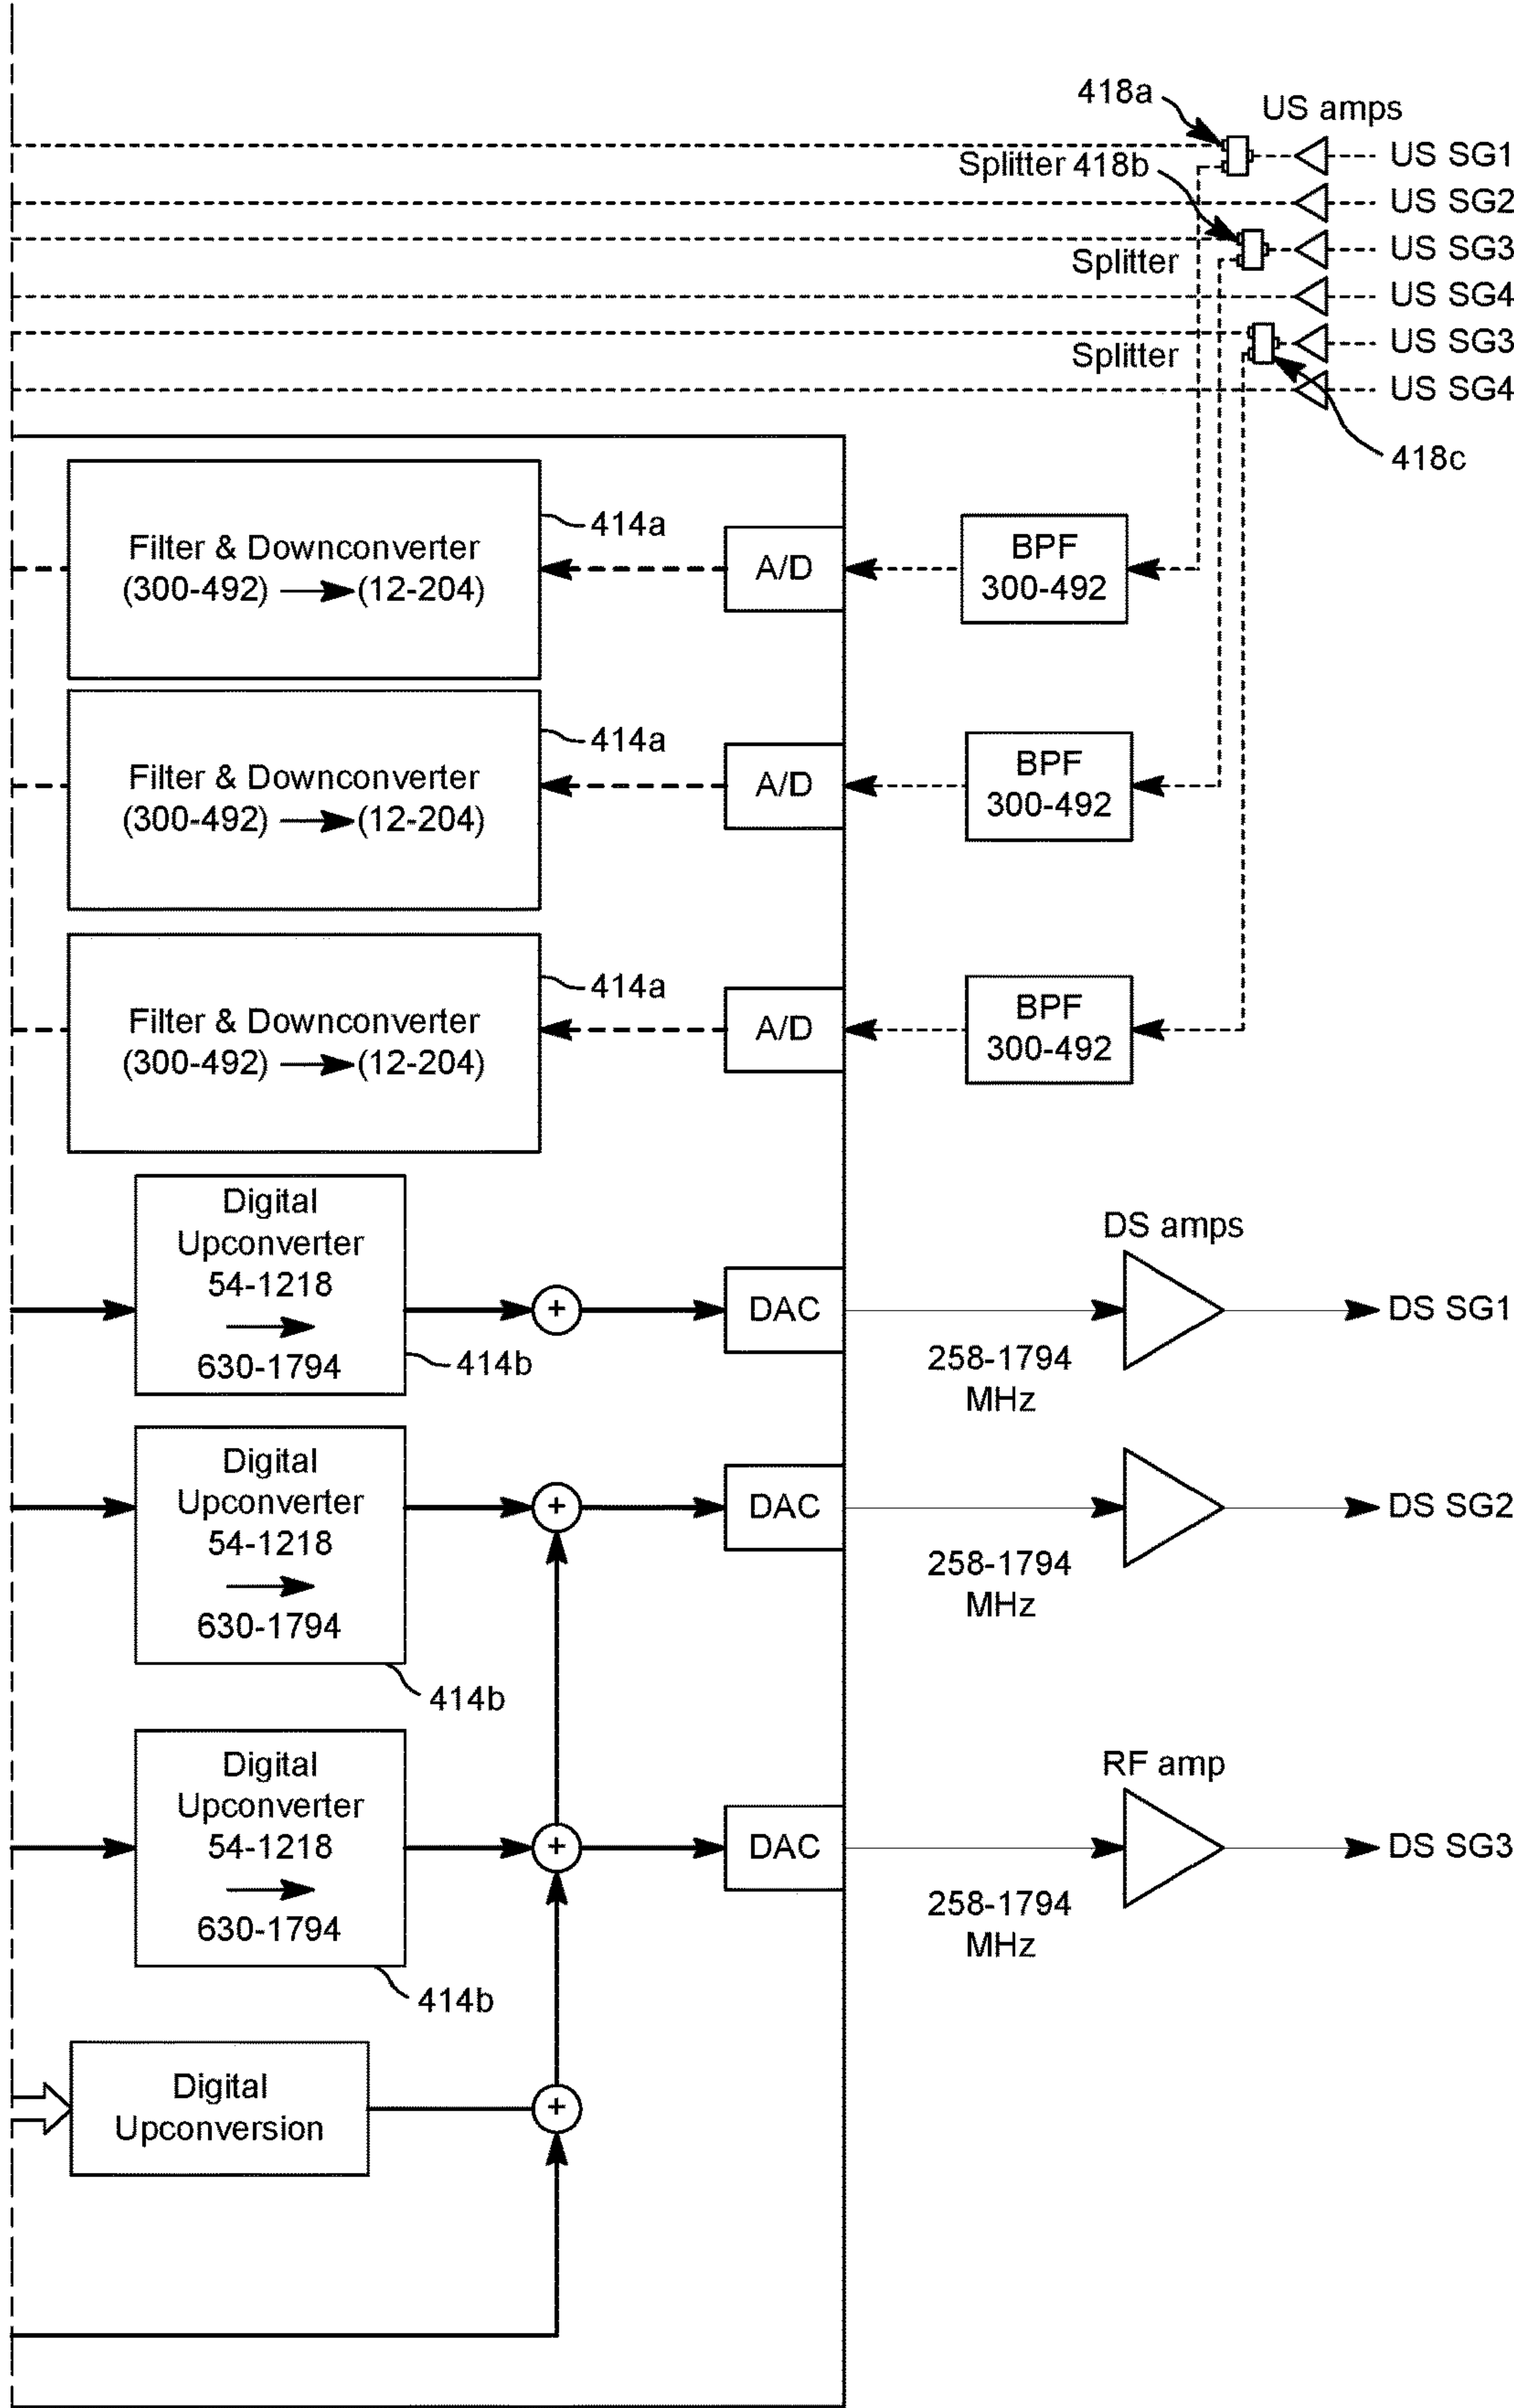 418a
US amps
US SG1
Splitter 418b
US SG2
US SG3
Splitter
US SG4
US SG3
Splitter
US SG4
418c
414a
Filter & Downconverter
(300-492) (12-204)
A/D
BPF
300-492
414a
Filter & Downconverter
(300-492) (12-204)
A/D
BPF
300-492
414a
Filter & Downconverter
(300-492) (12-204)
A/D
BPF
300-492
Digital
Upconverter
54-1218
630-1794
414b
+
DAC
258-1794
MHz
DS amps
DS SG1
Digital
Upconverter
54-1218
630-1794
414b
+
DAC
258-1794
MHz
DS SG2
Digital
Upconverter
54-1218
630-1794
414b
+
DAC
258-1794
MHz
RF amp
DS SG3
Digital
Upconversion
+